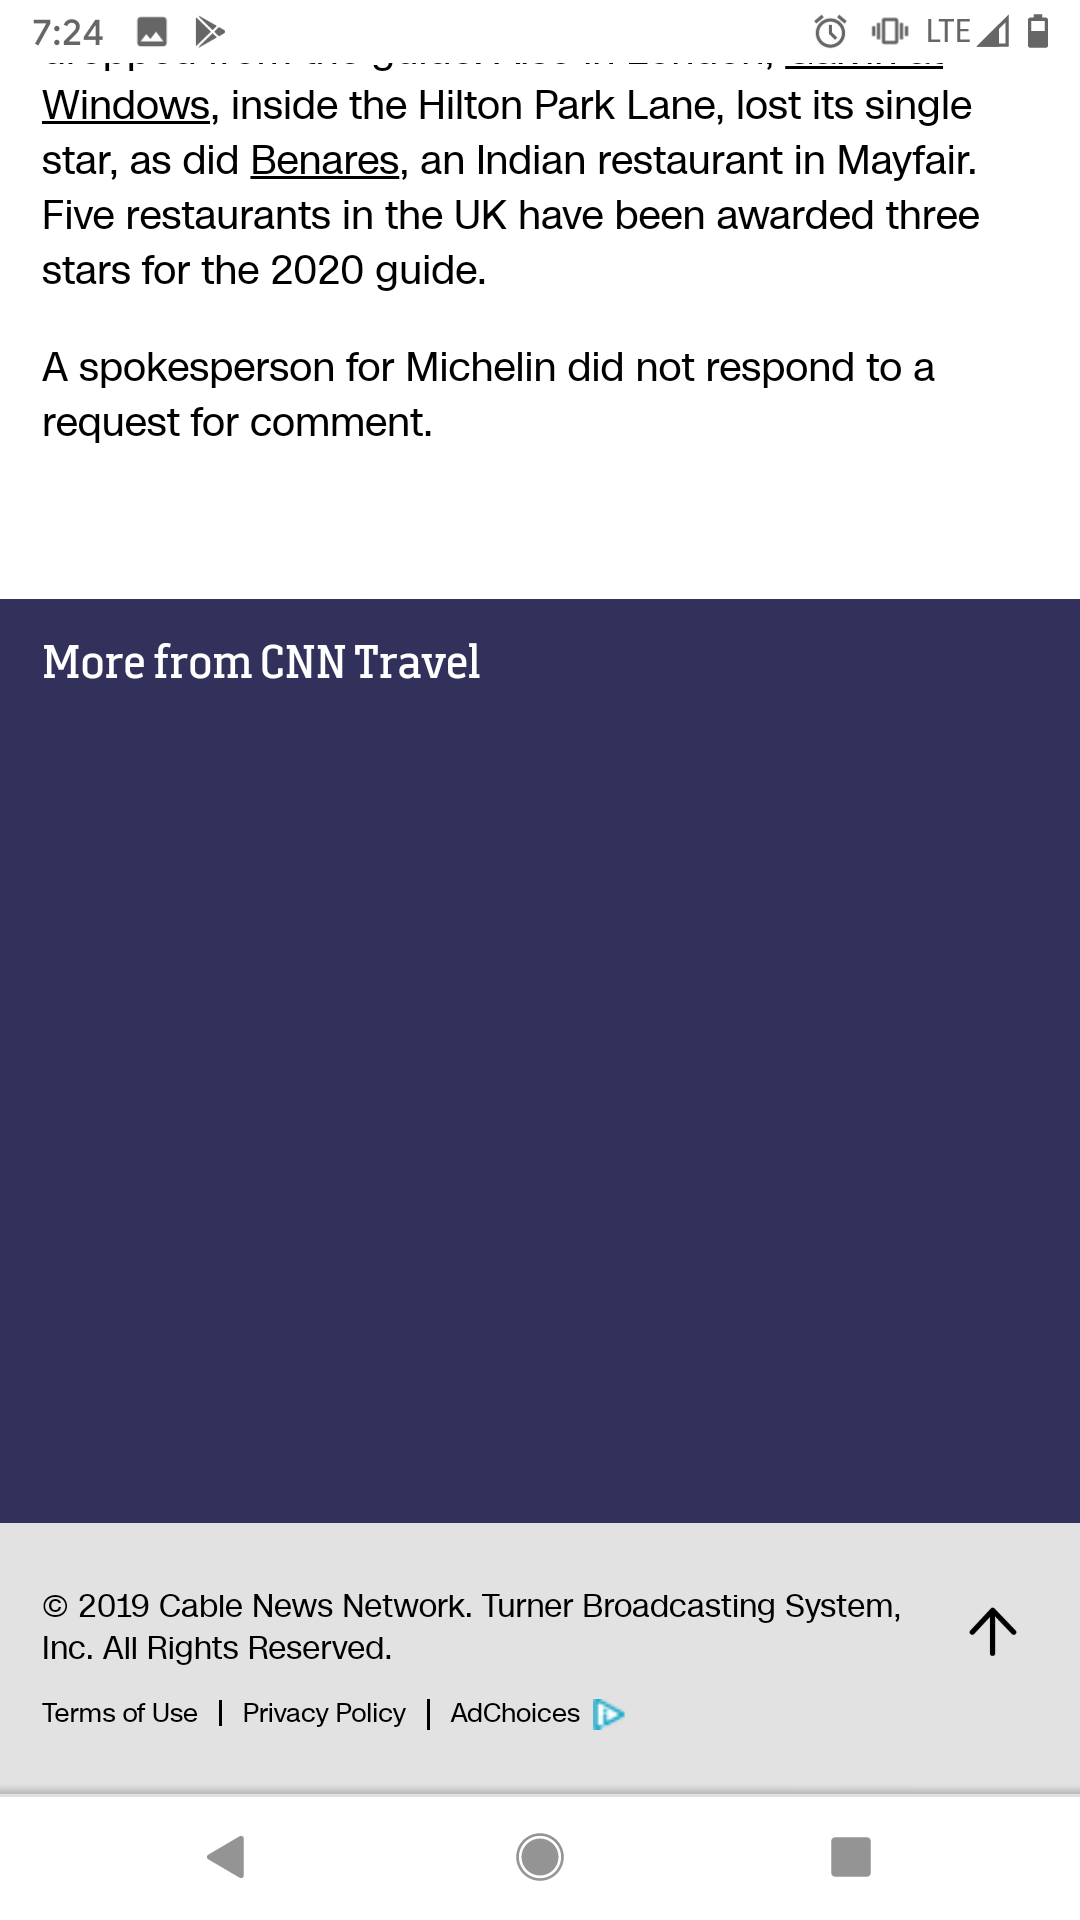 7:24 LTE
Windows, inside the Hilton Park Lane, lost its single
star, as did Benares, an Indian restaurant in Mayfair.
Five restaurants in the UK have been awarded three
stars for the 2020 guide.
A spokesperson for Michelin did not respond to a
request for comment.
More from CNN Travel
© 2019 Cable News Network. Turner Broadcasting System,
Inc. All Rights Reserved.
Terms of Use | Privacy Policy | AdChoices